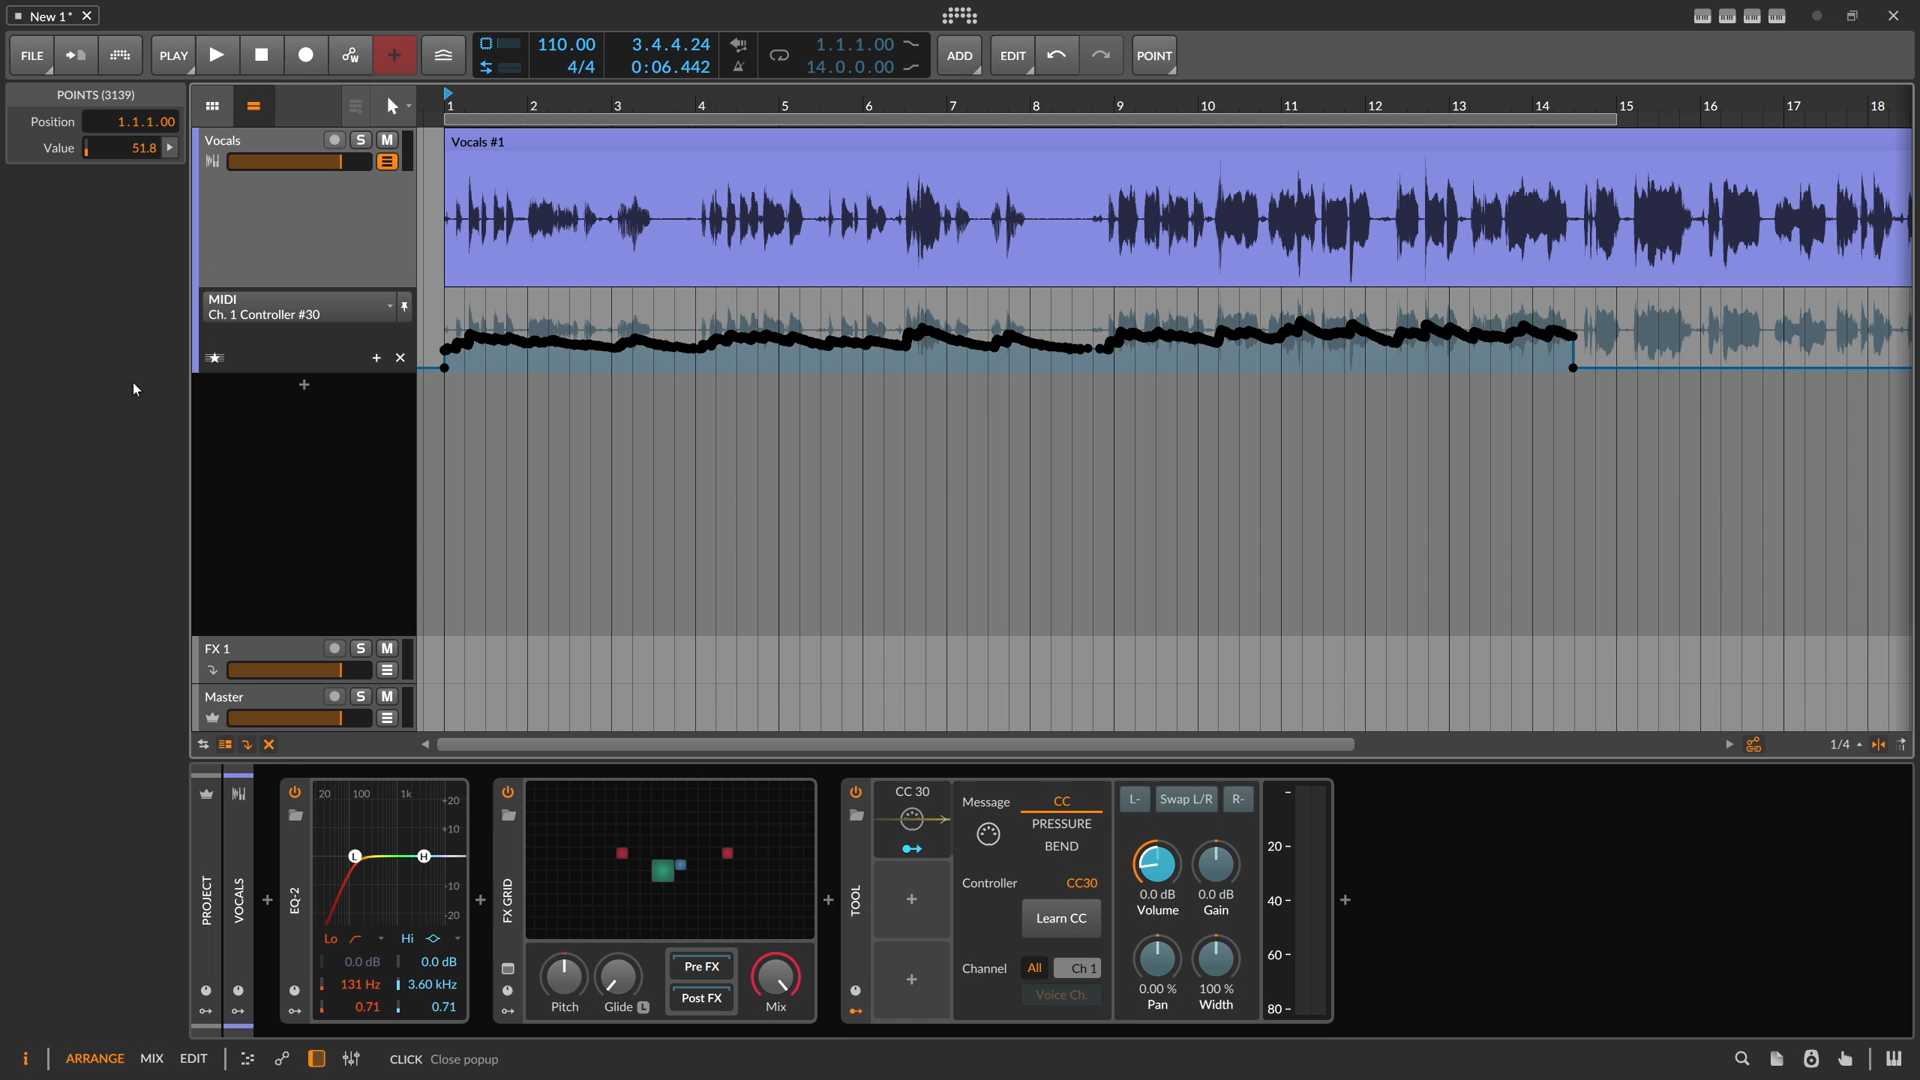 New 1*
FILE
PLAY
110.00
4/4
3.4.4.24
0:06.442
1.1.1.00
14.0.0.00
ADD
EDIT
POINT
POINTS (3139)
Position 1.1.1.00
Value 51.8
1 2 3 4 5 6 7 8 9 10 11 12 13 14 15 16 17 18
Vocals S M
Vocals #1
MIDI
Ch. 1 Controller #30
FX 1 S M
Master S M
1/4
PROJECT
VOCALS
EQ-2
20 100 1k
+20
+10
-10
-20
Lo Hi
0.0 dB 0.0 dB
131 Hz 3.60 kHz
0.71 0.71
L H
FX GRID
Pitch
Glide L
Pre FX
Post FX
Mix
TOOL
CC 30
Message
CC
PRESSURE
BEND
Controller CC30
Learn CC
Channel All Ch 1
Voice Ch.
L- Swap L/R R-
0.0 dB
Volume
0.0 dB
Gain
0.00 %
Pan
100 %
Width
-
20 -
40 -
60 -
80 -
i
ARRANGE MIX EDIT
CLICK Close popup